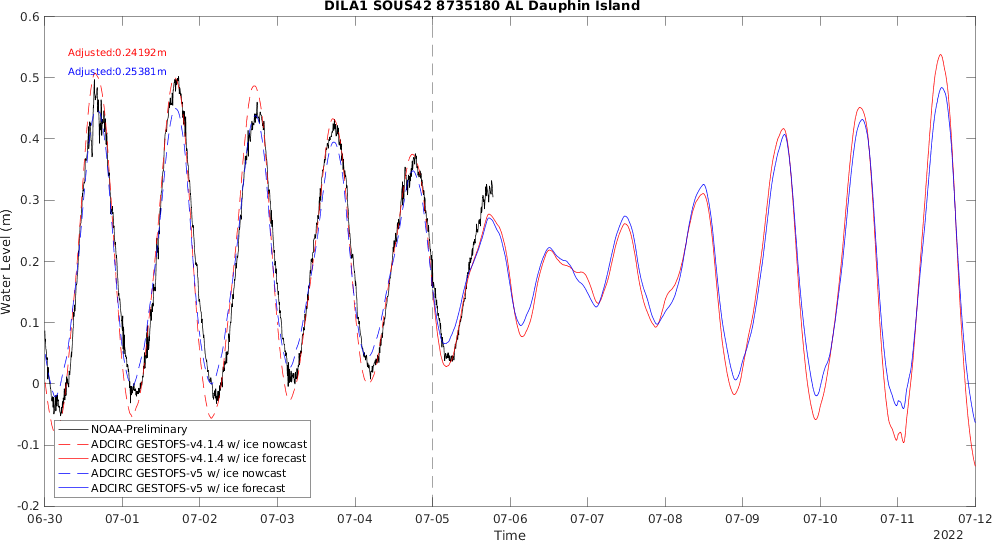 DILA1 SOUS42 8735180 AL Dauphin Island
0.6
Adjusted:0.24192m
Adjusted:0.25381m
0.5
0.4
0.3
0.2
0.1
0
-0.1
-0.2
Water Level (m)
NOAA-Preliminary
ADCIRC GESTOFS-v4.1.4 w/ ice nowcast
ADCIRC GESTOFS-v4.1.4 w/ ice forecast
ADCIRC GESTOFS-v5 w/ ice nowcast
ADCIRC GESTOFS-v5 w/ ice forecast
06-30 07-01 07-02 07-03 07-04 07-05 07-06 07-07 07-08 07-09 07-10 07-11 07-12
Time
2022